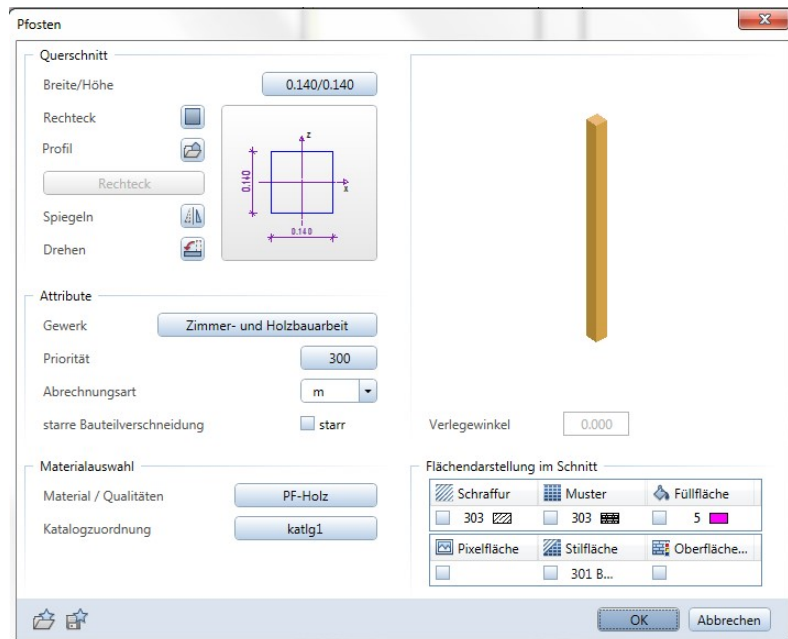 Pfosten
Querschnitt
Breite/Höhe 0.140/0.140
Rechteck
Profil
Rechteck
Spiegeln
Drehen
z
x
0.140
0.140
Attribute
Gewerk Zimmer- und Holzbauarbeit
Priorität 300
Abrechnungsart m
starre Bauteilverschneidung starr
Materialauswahl
Material / Qualitäten PF-Holz
Katalogzuordnung katlg1
Verlegewinkel 0.000
Flächendarstellung im Schnitt
Schraffur Muster Füllfläche
303 303 5
Pixelfläche Stilfläche Oberfläche...
301 B...
OK Abbrechen